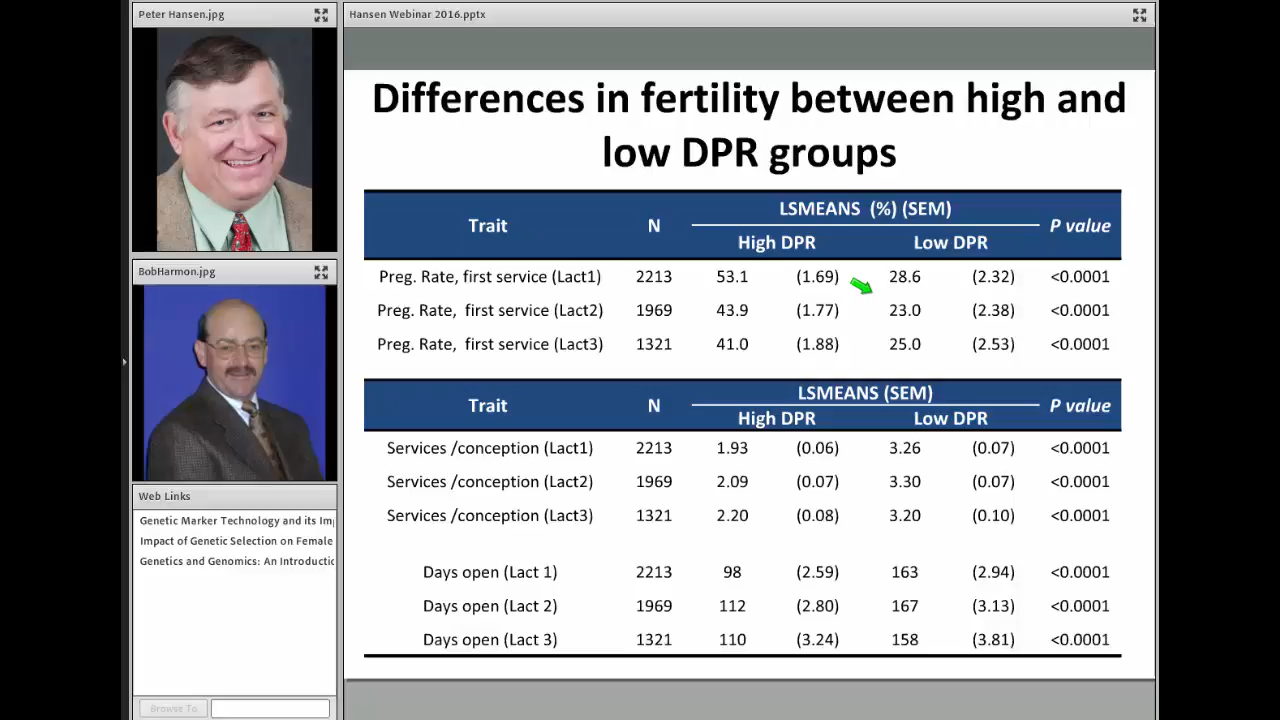 Peter Hansen.jpg
Hansen Webinar 2016.pptx
BobHarmon.jpg
Web Links
Genetic Marker Technology and its Im
Impact of Genetic Selection on Female
Genetics and Genomics: An Introductio
Browse To
Differences in fertility between high and
low DPR groups
Trait N LSMEANS (%) (SEM) P value
High DPR Low DPR
Preg. Rate, first service (Lact1) 2213 53.1 (1.69) 28.6 (2.32) <0.0001
Preg. Rate, first service (Lact2) 1969 43.9 (1.77) 23.0 (2.38) <0.0001
Preg. Rate, first service (Lact3) 1321 41.0 (1.88) 25.0 (2.53) <0.0001
Trait N LSMEANS (SEM) P value
High DPR Low DPR
Services /conception (Lact1) 2213 1.93 (0.06) 3.26 (0.07) <0.0001
Services /conception (Lact2) 1969 2.09 (0.07) 3.30 (0.07) <0.0001
Services /conception (Lact3) 1321 2.20 (0.08) 3.20 (0.10) <0.0001
Days open (Lact 1) 2213 98 (2.59) 163 (2.94) <0.0001
Days open (Lact 2) 1969 112 (2.80) 167 (3.13) <0.0001
Days open (Lact 3) 1321 110 (3.24) 158 (3.81) <0.0001